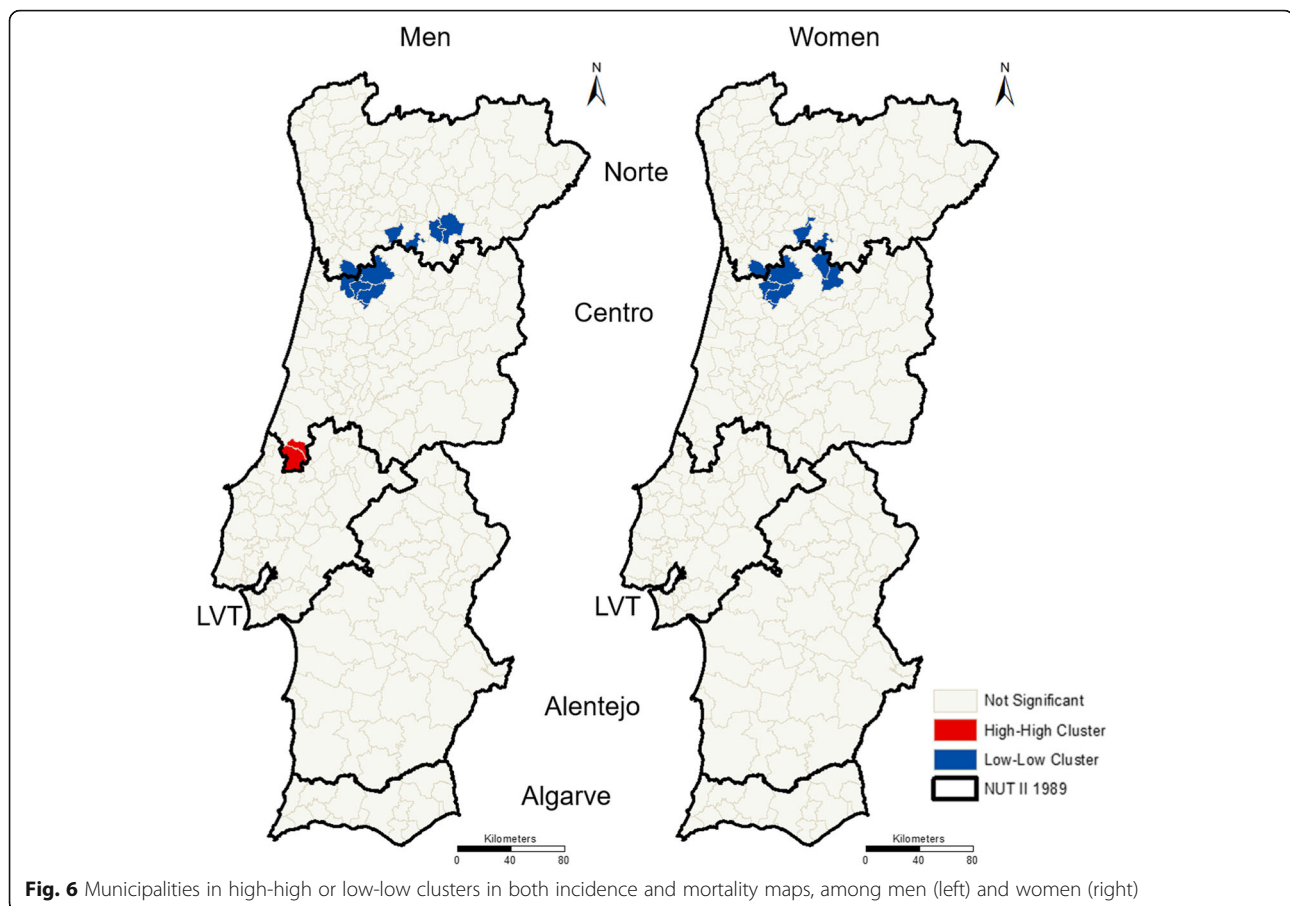 Men
Women
N
N
Norte
Centro
LVT
LVT
Alentejo
Algarve
Not Significant
High-High Cluster
Low-Low Cluster
NUT II 1989
Kilometers
0 40 80
Kilometers
0 40 80
Fig. 6 Municipalities in high-high or low-low clusters in both incidence and mortality maps, among men (left) and women (right)